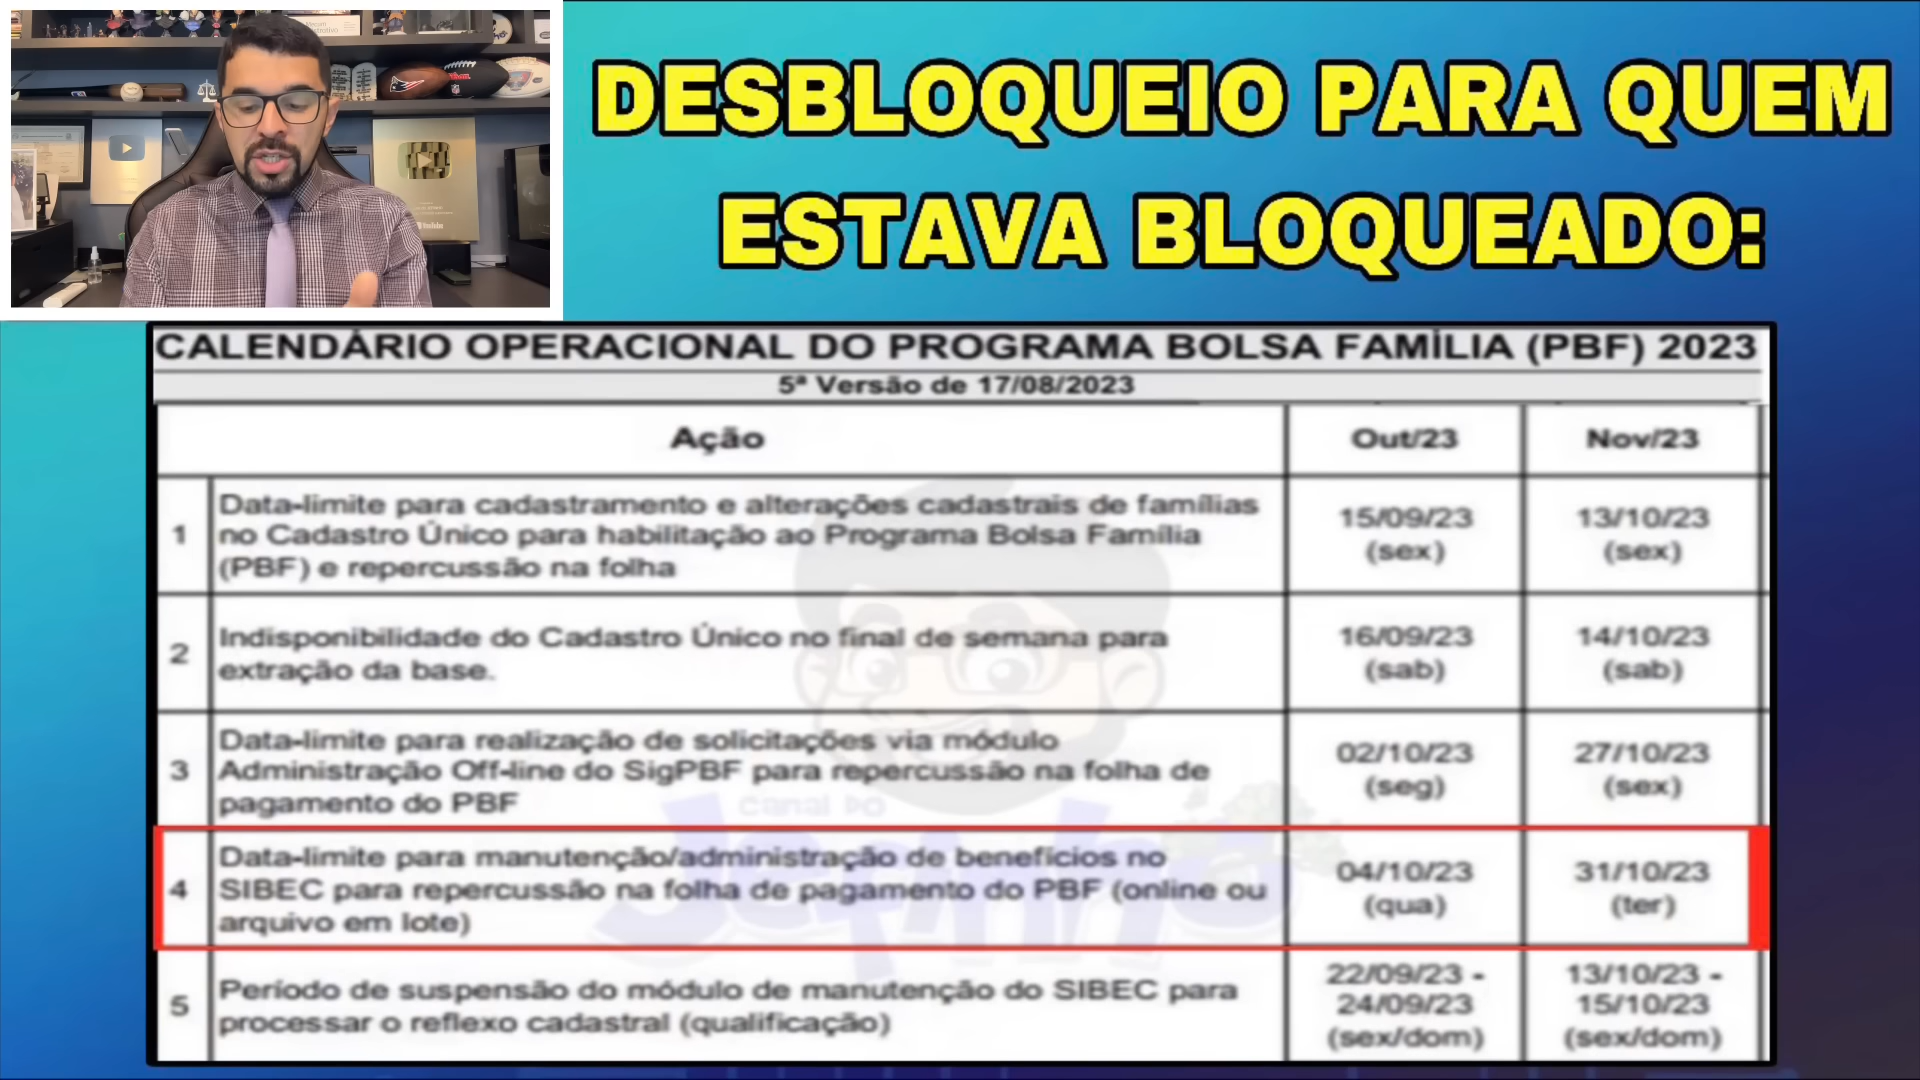 DESBLOQUEIO PARA QUEM
ESTAVA BLOQUEADO:
CALENDÁRIO OPERACIONAL DO PROGRAMA BOLSA FAMÍLIA (PBF) 2023
5ª Versão de 17/08/2023
Ação
Out/23
Nov/23
1
Data-limite para cadastramento e alterações cadastrais de famílias
no Cadastro Único para habilitação ao Programa Bolsa Família
(PBF) e repercussão na folha
15/09/23
(sex)
13/10/23
(sex)
2
Indisponibilidade do Cadastro Único no final de semana para
extração da base.
16/09/23
(sab)
14/10/23
(sab)
3
Data-limite para realização de solicitações via módulo
Administração Off-line do SigPBF para repercussão na folha de
pagamento do PBF
02/10/23
(seg)
27/10/23
(sex)
4
Data-limite para manutenção/administração de benefícios no
SIBEC para repercussão na folha de pagamento do PBF (online ou
arquivo em lote)
04/10/23
(qua)
31/10/23
(ter)
5
Período de suspensão do módulo de manutenção do SIBEC para
processar o reflexo cadastral (qualificação)
22/09/23 -
24/09/23
(sex/dom)
13/10/23 -
15/10/23
(sex/dom)
canal do